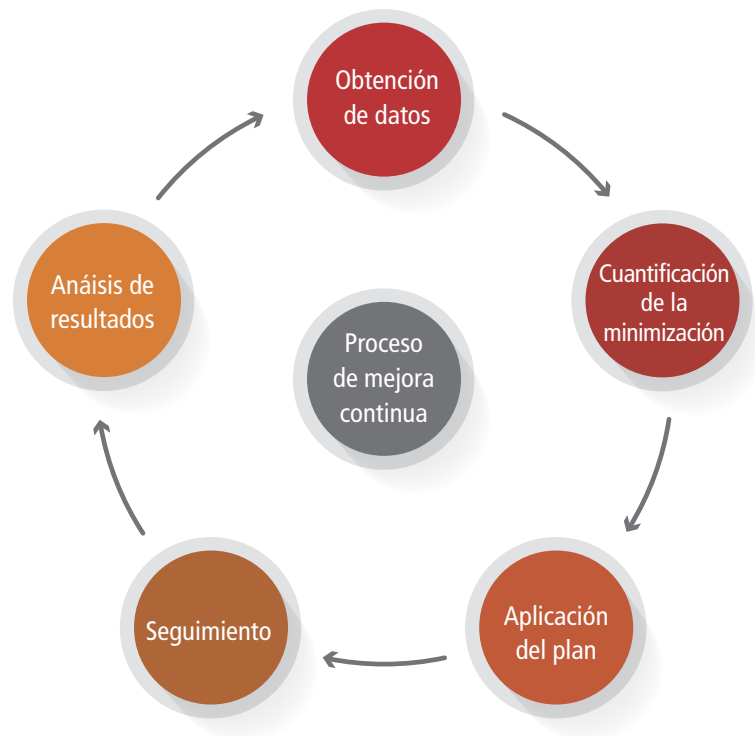 Obtención
de datos
Cuantificación
de la
minimización
Aplicación
del plan
Seguimiento
Anáisis de
resultados
Proceso
de mejora
continua